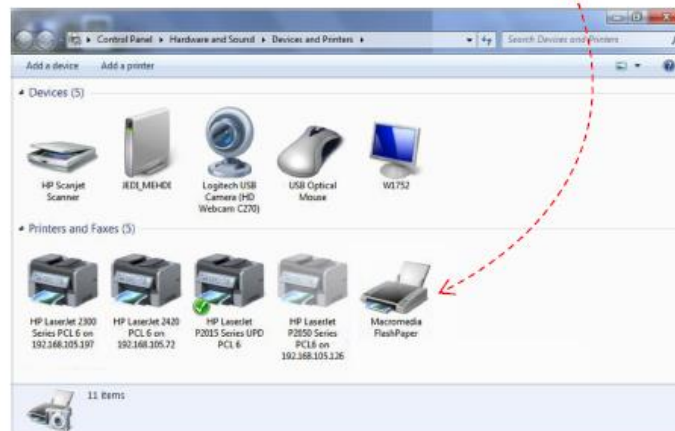 Control Panel ▸ Hardware and Sound ▸ Devices and Printers ▸
Search Devices and Printers
Add a device Add a printer
Devices (5)
HP Scanjet
Scanner
JEDI_MEHDI
Logitech USB
Camera (HD
Webcam C270)
USB Optical
Mouse
W1752
Printers and Faxes (5)
HP LaserJet 2300
Series PCL 6 on
192.168.105.197
HP LaserJet 2420
PCL 6 on
192.168.105.72
HP LaserJet
P2015 Series UPD
PCL 6
HP LaserJet
P2050 Series
PCL6 on
192.168.105.126
Macromedia
FlashPaper
11 items